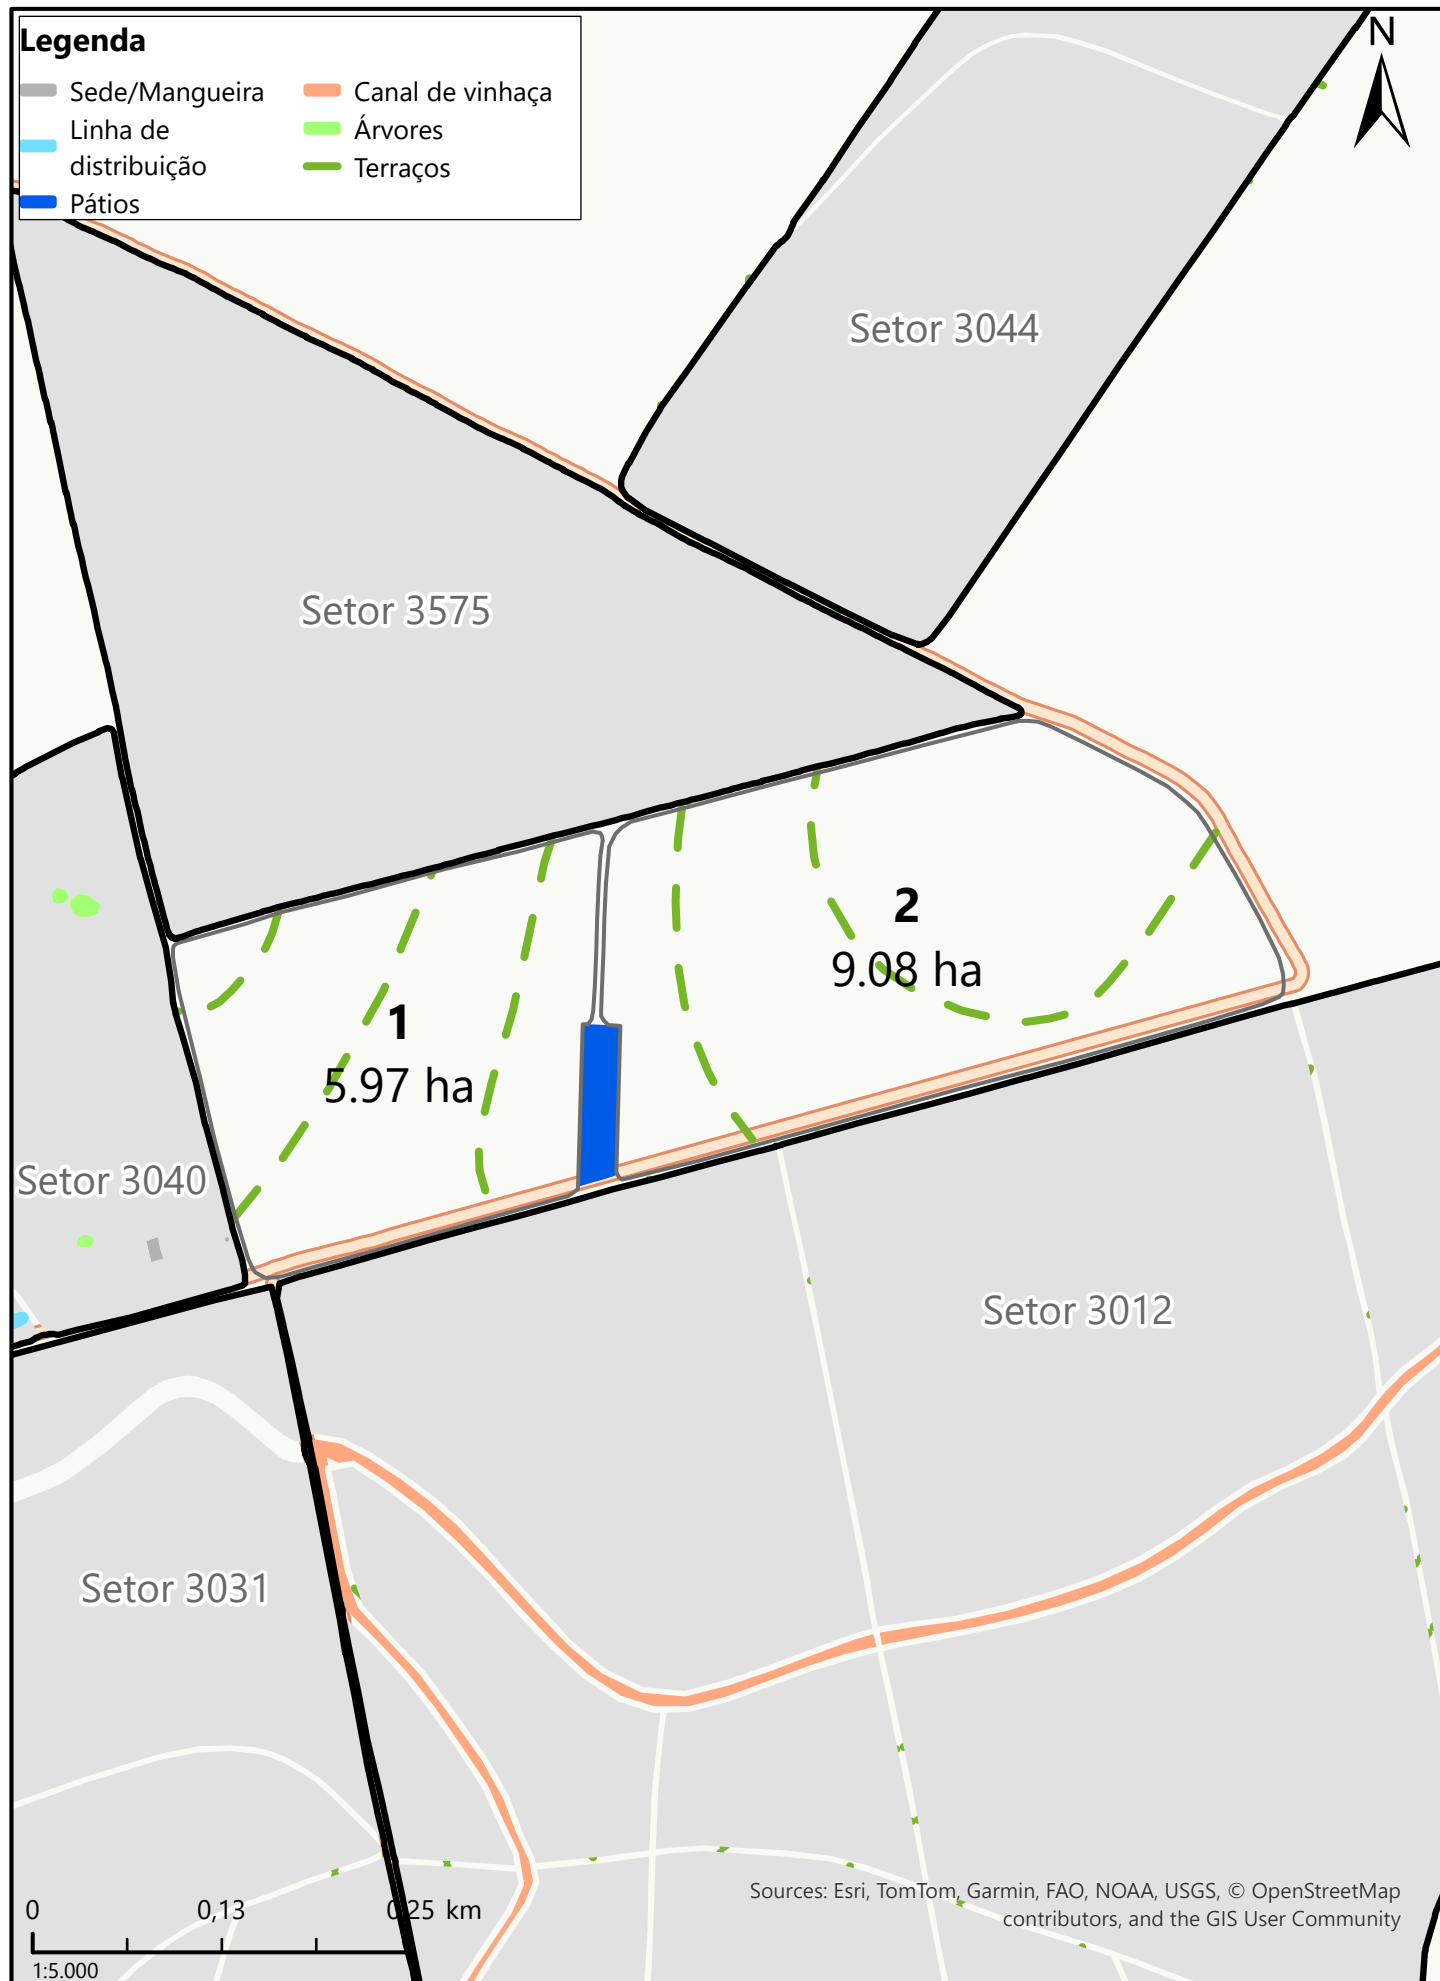 Legenda
Sede/Mangueira
Linha de
distribuição
Pátios
Canal de vinhaça
Árvores
Terraços
N
Setor 3044
Setor 3575
2
9.08 ha
1
5.97 ha
Setor 3040
Setor 3012
Setor 3031
Sources: Esri, TomTom, Garmin, FAO, NOAA, USGS, © OpenStreetMap
contributors, and the GIS User Community
0 0,13 0,25 km
1:5.000